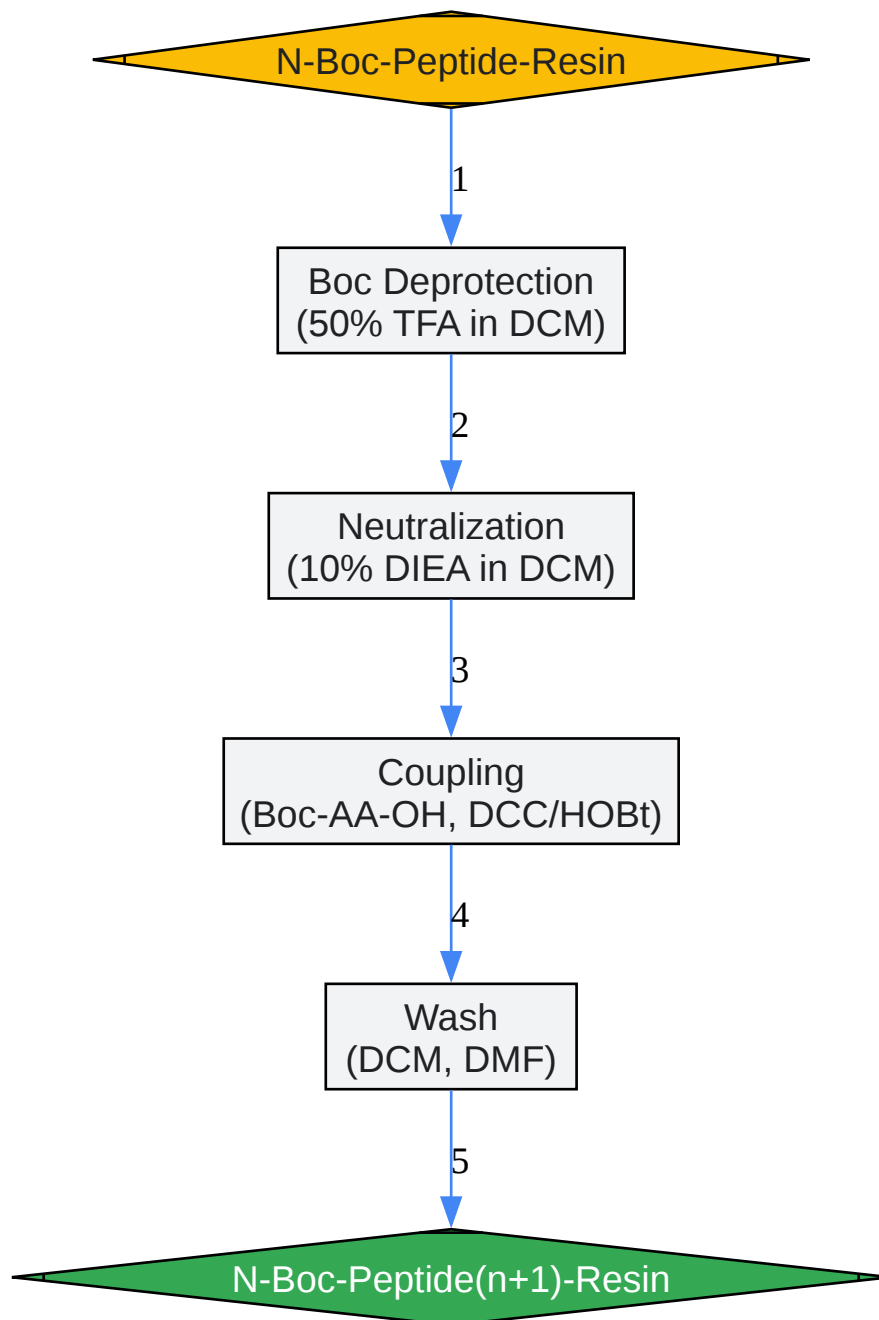 N-Boc-Peptide-Resin
1
Boc Deprotection
(50% TFA in DCM)
2
Neutralization
(10% DIEA in DCM)
3
Coupling
(Boc-AA-OH, DCC/HOBt)
4
Wash
(DCM, DMF)
5
N-Boc-Peptide(n+1)-Resin